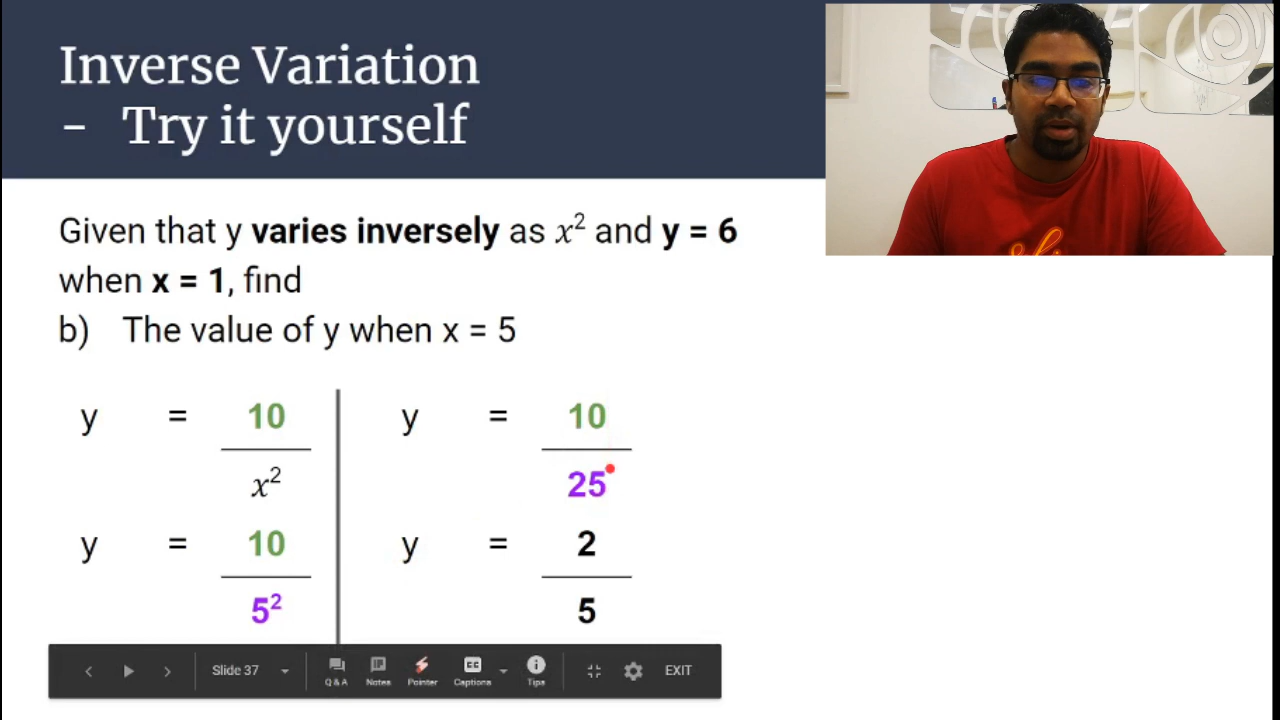 Inverse Variation
- Try it yourself
Given that y varies inversely as x² and y = 6
when x = 1, find
b) The value of y when x = 5
y = 10
x²
y = 10
5²
y = 10
25
y = 2
5
Slide 37
Q & A
Notes
Pointer
CC
Captions
Tips
EXIT